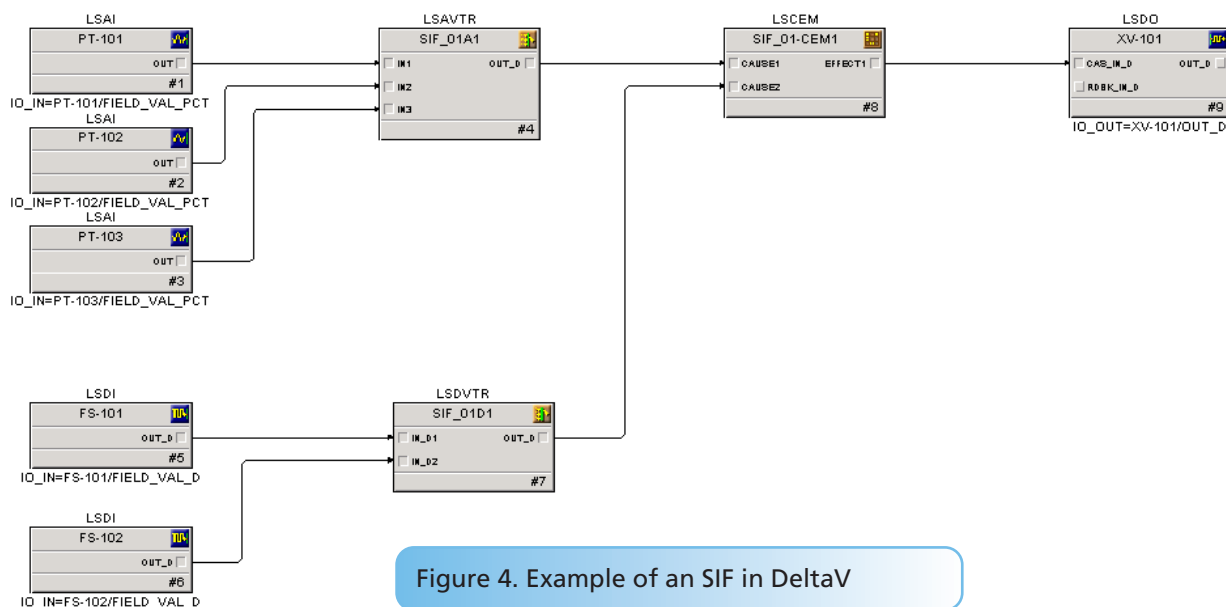 LSAI
PT-101
OUT
#1
IO_IN=PT-101/FIELD_VAL_PCT
LSAI
PT-102
OUT
#2
IO_IN=PT-102/FIELD_VAL_PCT
LSAI
PT-103
OUT
#3
IO_IN=PT-103/FIELD_VAL_PCT
LSAVTR
SIF_01A1
IN1 OUT_D
IN2
IN3
#4
LSCEM
SIF_01-CEM1
CAUSE1 EFFECT1
CAUSE2
#8
LSDO
XV-101
CAS_IN_D OUT_D
RDBK_IN_D
#9
IO_OUT=XV-101/OUT_D
LSDI
FS-101
OUT_D
#5
IO_IN=FS-101/FIELD_VAL_D
LSDI
FS-102
OUT_D
#6
IO_IN=FS-102/FIELD_VAL_D
LSDVTR
SIF_01D1
IN_D1 OUT_D
IN_D2
#7
Figure 4. Example of an SIF in DeltaV